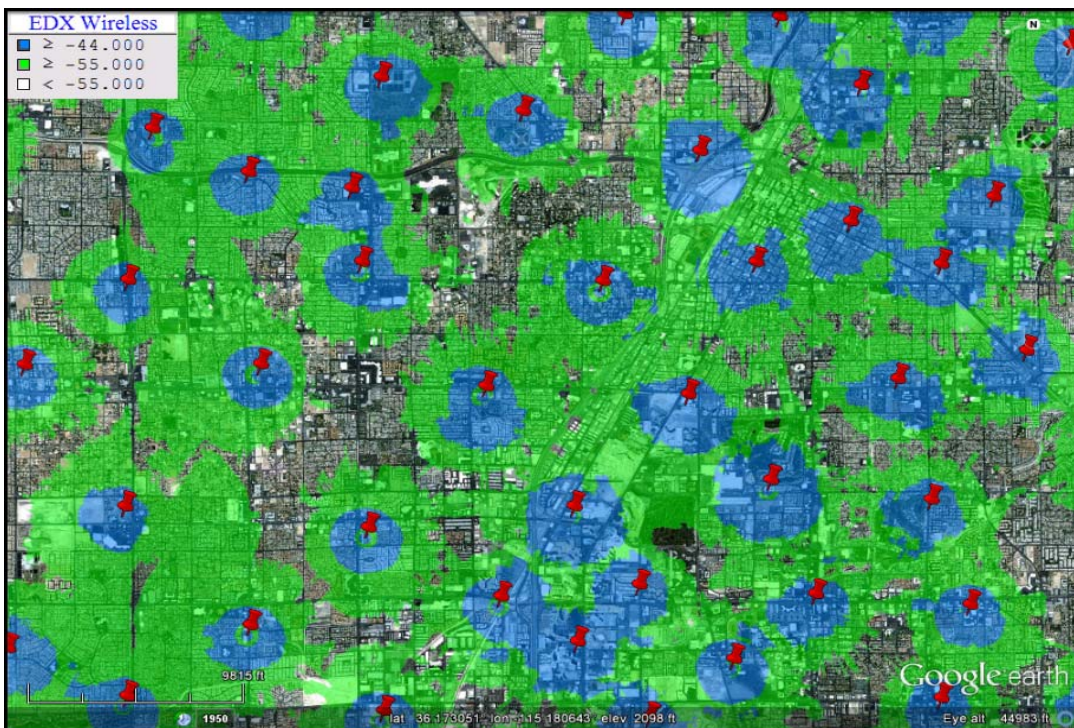 EDX Wireless
≥ -44.000
≥ -55.000
< -55.000
N
9815 ft
Google earth
1950
lat 36.173051° lon -115.180643° elev 2098 ft
Eye alt 44983 ft